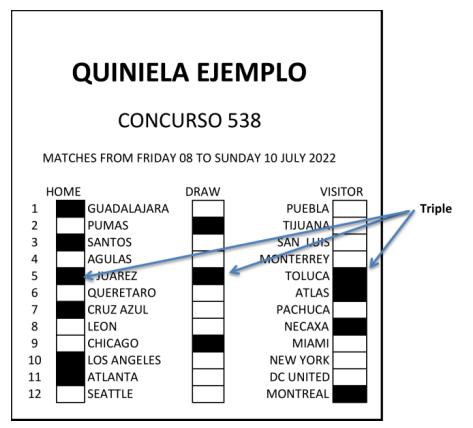 QUINIELA EJEMPLO
CONCURSO 538
MATCHES FROM FRIDAY 08 TO SUNDAY 10 JULY 2022
HOME DRAW VISITOR
1 GUADALAJARA PUEBLA
2 PUMAS TIJUANA
3 SANTOS SAN LUIS
4 AGULAS MONTERREY
5 JUAREZ TOLUCA
6 QUERETARO ATLAS
7 CRUZ AZUL PACHUCA
8 LEON NECAXA
9 CHICAGO MIAMI
10 LOS ANGELES NEW YORK
11 ATLANTA DC UNITED
12 SEATTLE MONTREAL
Triple